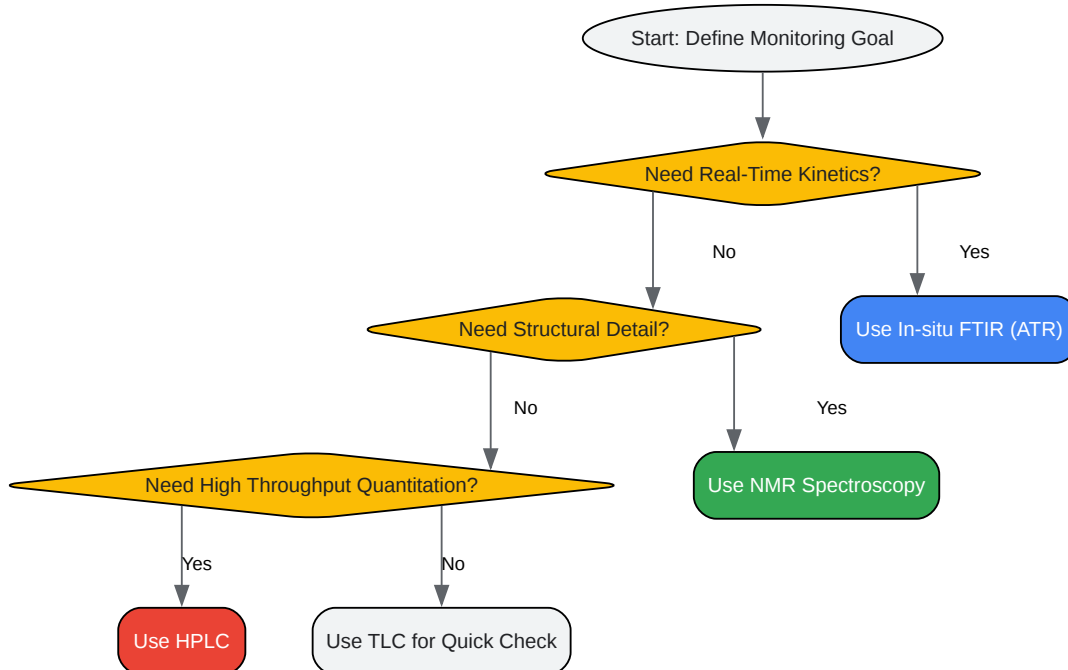 Start: Define Monitoring Goal
Need Real-Time Kinetics?
No
Yes
Need Structural Detail?
Use In-situ FTIR (ATR)
No
Yes
Need High Throughput Quantitation?
Use NMR Spectroscopy
Yes
No
Use HPLC
Use TLC for Quick Check